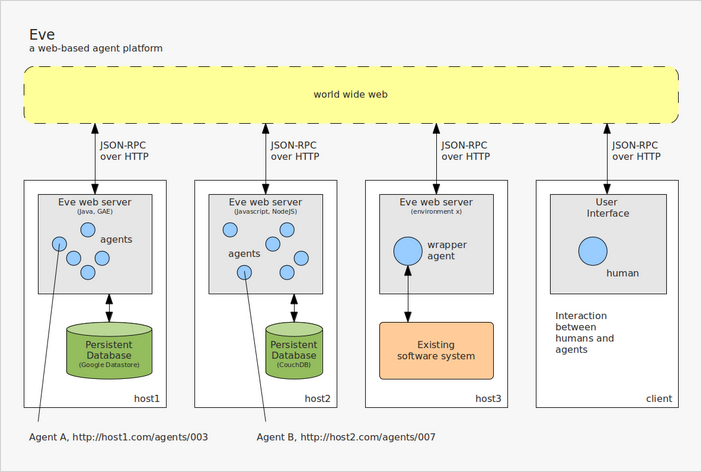 Eve
a web-based agent platform
world wide web
JSON-RPC
over HTTP
JSON-RPC
over HTTP
JSON-RPC
over HTTP
JSON-RPC
over HTTP
Eve web server
(Java, GAE)
agents
Persistent
Database
(Google Datastore)
host1
Eve web server
(Javascript, NodeJS)
agents
Persistent
Database
(CouchDB)
host2
Eve web server
(environment x)
wrapper
agent
Existing
software system
host3
User
Interface
human
Interaction
between
humans and
agents
client
Agent A, http://host1.com/agents/003
Agent B, http://host2.com/agents/007